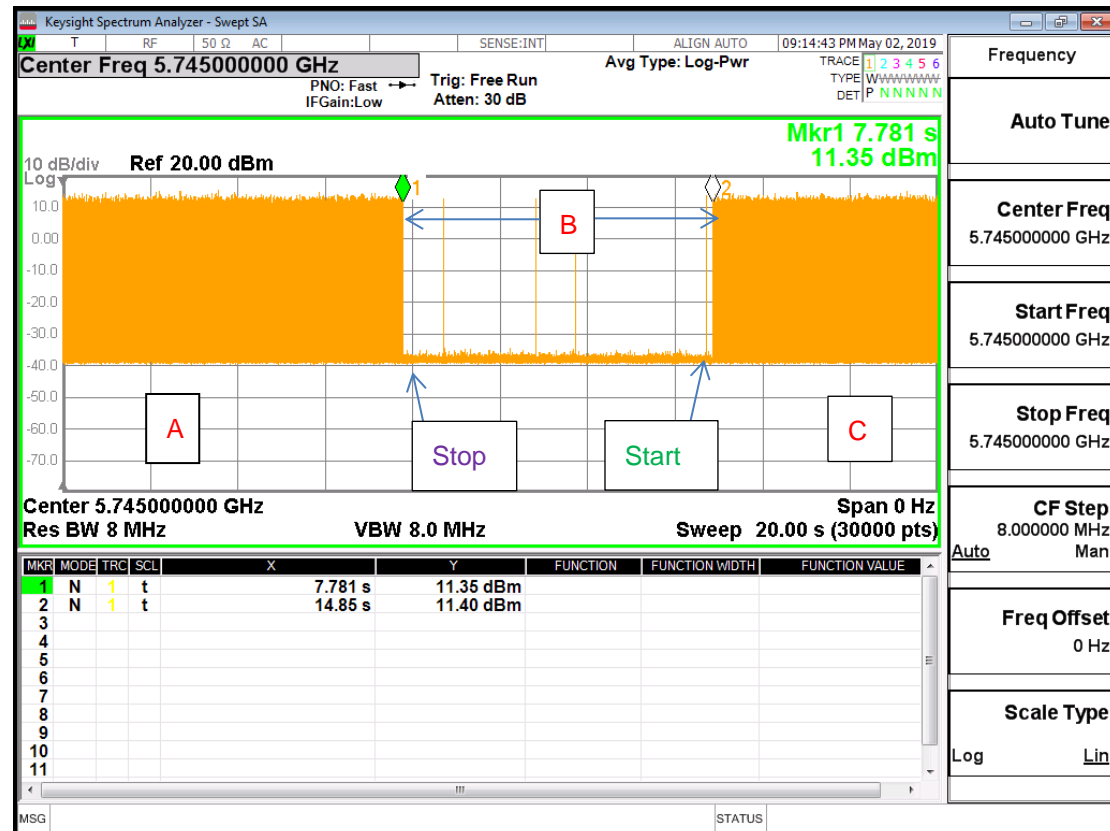 Keysight Spectrum Analyzer - Swept SA
LXI T RF 50 Ω AC SENSE:INT ALIGN AUTO 09:14:43 PM May 02, 2019
Center Freq 5.745000000 GHz
PNO: Fast
IFGain:Low
Trig: Free Run
Atten: 30 dB
Avg Type: Log-Pwr
TRACE 1 2 3 4 5 6
TYPE WWWWWW
DET P N N N N N
Mkr1 7.781 s
11.35 dBm
10 dB/div Ref 20.00 dBm
Log
1
2
10.0
0.00
-10.0
-20.0
-30.0
-40.0
-50.0
-60.0
-70.0
B
A
Stop
Start
C
Center 5.745000000 GHz Span 0 Hz
Res BW 8 MHz VBW 8.0 MHz Sweep 20.00 s (30000 pts)
MKR MODE TRC SCL X Y FUNCTION FUNCTION WIDTH FUNCTION VALUE
1 N 1 t 7.781 s 11.35 dBm
2 N 1 t 14.85 s 11.40 dBm
3
4
5
6
7
8
9
10
11
MSG STATUS
Frequency
Auto Tune
Center Freq
5.745000000 GHz
Start Freq
5.745000000 GHz
Stop Freq
5.745000000 GHz
CF Step
8.000000 MHz
Auto Man
Freq Offset
0 Hz
Scale Type
Log Lin